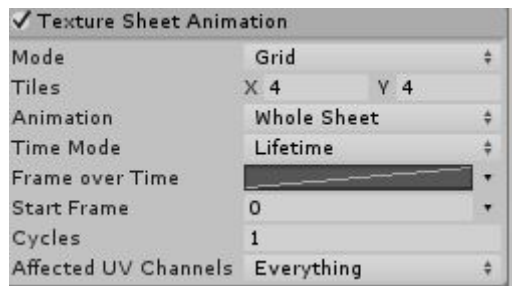 Texture Sheet Animation
Mode Grid
Tiles X 4 Y 4
Animation Whole Sheet
Time Mode Lifetime
Frame over Time
Start Frame 0
Cycles 1
Affected UV Channels Everything